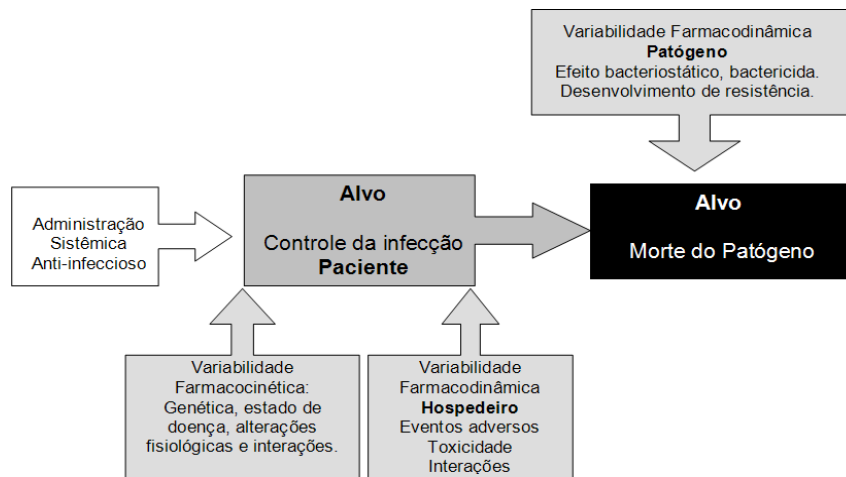 Variabilidade Farmacodinâmica
Patógeno
Efeito bacteriostático, bactericida.
Desenvolvimento de resistência.
Administração
Sistêmica
Anti-infeccioso
Alvo
Controle da infecção
Paciente
Alvo
Morte do Patógeno
Variabilidade
Farmacocinética:
Genética, estado de
doença, alterações
fisiológicas e interações.
Variabilidade
Farmacodinâmica
Hospedeiro
Eventos adversos
Toxicidade
Interações